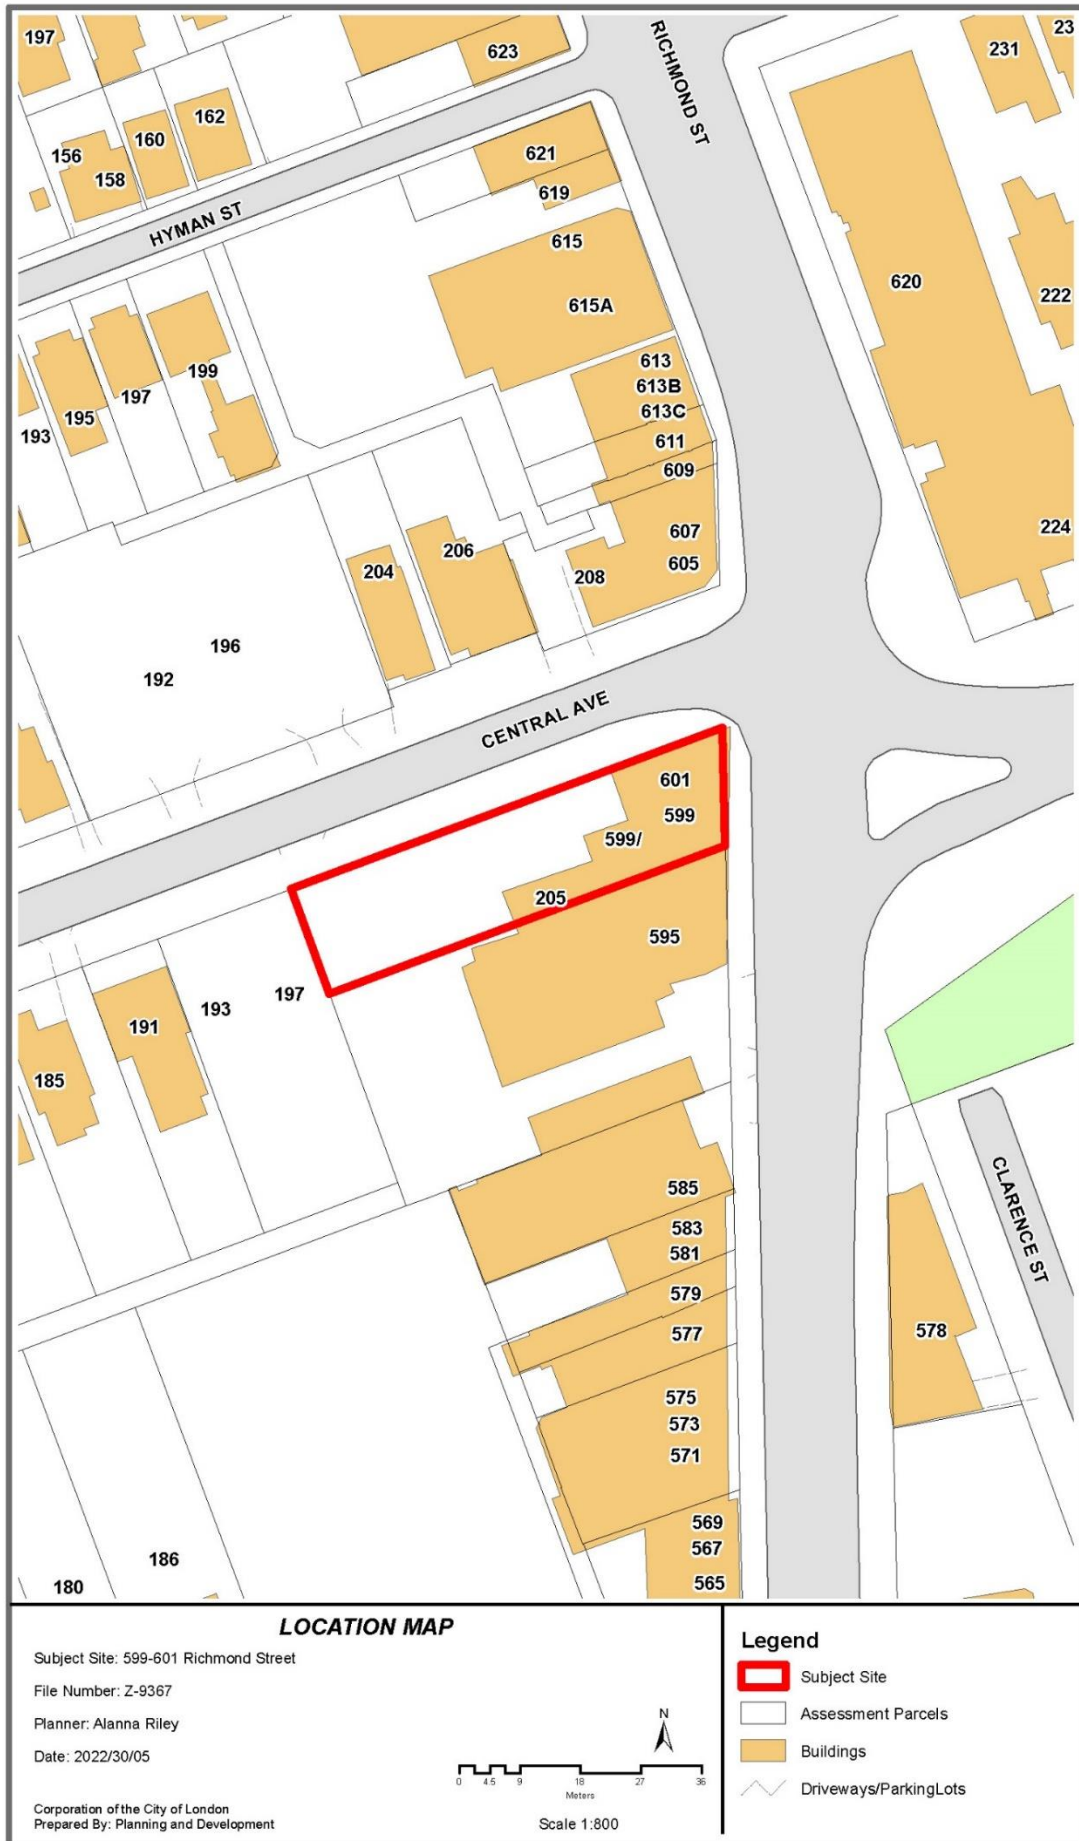 197
623
RICHMOND ST
231
23
162
160
156
158
621
619
HYMAN ST
615
615A
620
222
613
613B
613C
611
609
199
197
195
193
607
605
224
206
204
208
196
192
CENTRAL AVE
601
599
599/
205
595
197
193
191
185
585
583
581
579
577
575
573
571
569
567
565
CLARENCE ST
578
186
180
LOCATION MAP
Subject Site: 599-601 Richmond Street
File Number: Z-9367
Planner: Alanna Riley
Date: 2022/30/05
Corporation of the City of London
Prepared By: Planning and Development
N
0 4.5 9 18 27 36
Meters
Scale 1:800
Legend
Subject Site
Assessment Parcels
Buildings
Driveways/ParkingLots